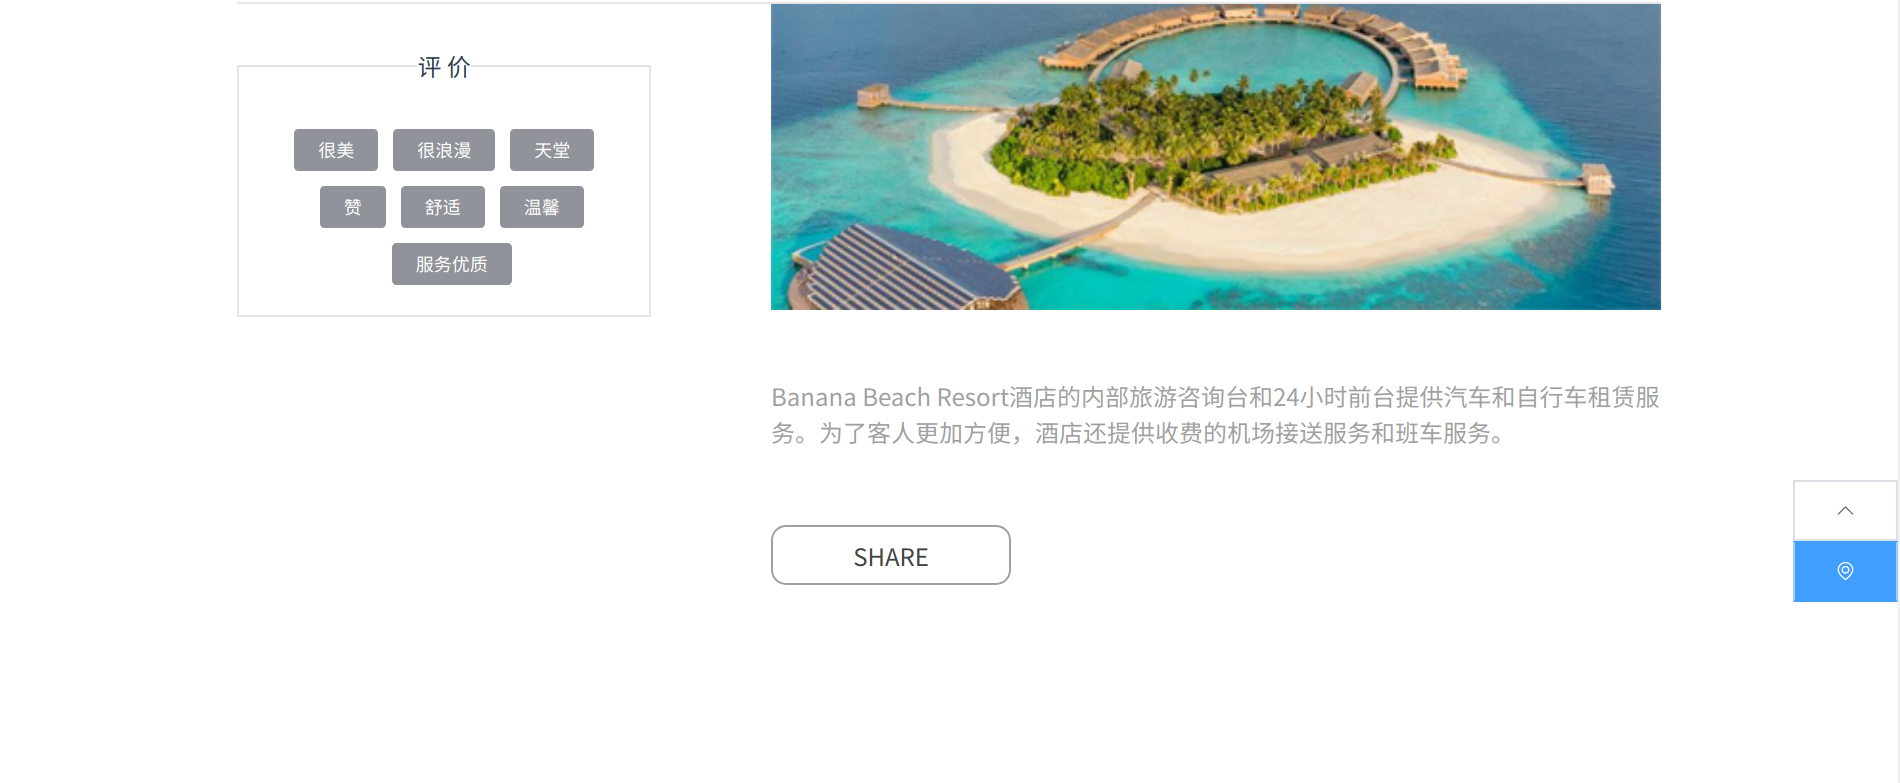 评 价
很美 很浪漫 天堂
赞 舒适 温馨
服务优质
Banana Beach Resort酒店的内部旅游咨询台和24小时前台提供汽车和自行车租赁服
务。为了客人更加方便，酒店还提供收费的机场接送服务和班车服务。
SHARE